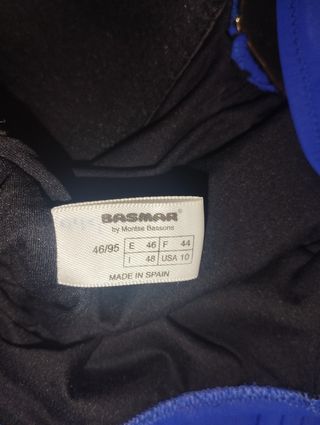 BASMAR®
by Montse Bassons
46/95 E 46 F 44
I 48 USA 10
MADE IN SPAIN